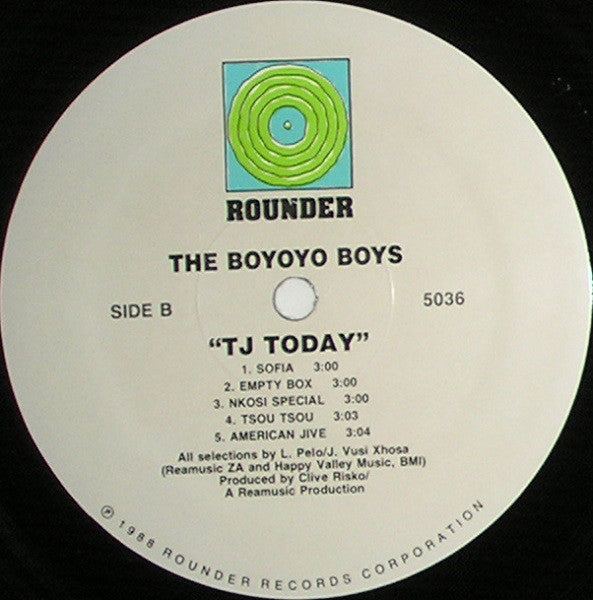 ROUNDER
THE BOYOYO BOYS
SIDE B
5036
“TJ TODAY”
1. SOFIA 3:00
2. EMPTY BOX 3:00
3. NKOSI SPECIAL 3:00
4. TSOU TSOU 3:03
5. AMERICAN JIVE 3:04
All selections by L. Pelo/J. Vusi Xhosa
(Reamusic ZA and Happy Valley Music, BMI)
Produced by Clive Risko/
A Reamusic Production
℗ 1988 ROUNDER RECORDS CORPORATION